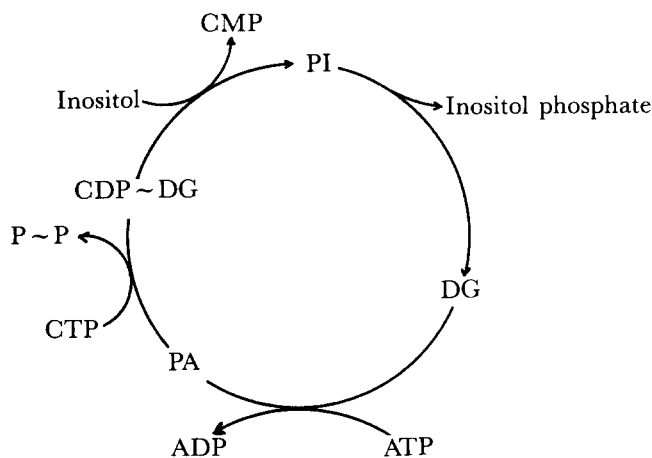 CMP
PI
Inositol
Inositol phosphate
CDP ~ DG
P ~ P
DG
CTP
PA
ADP
ATP